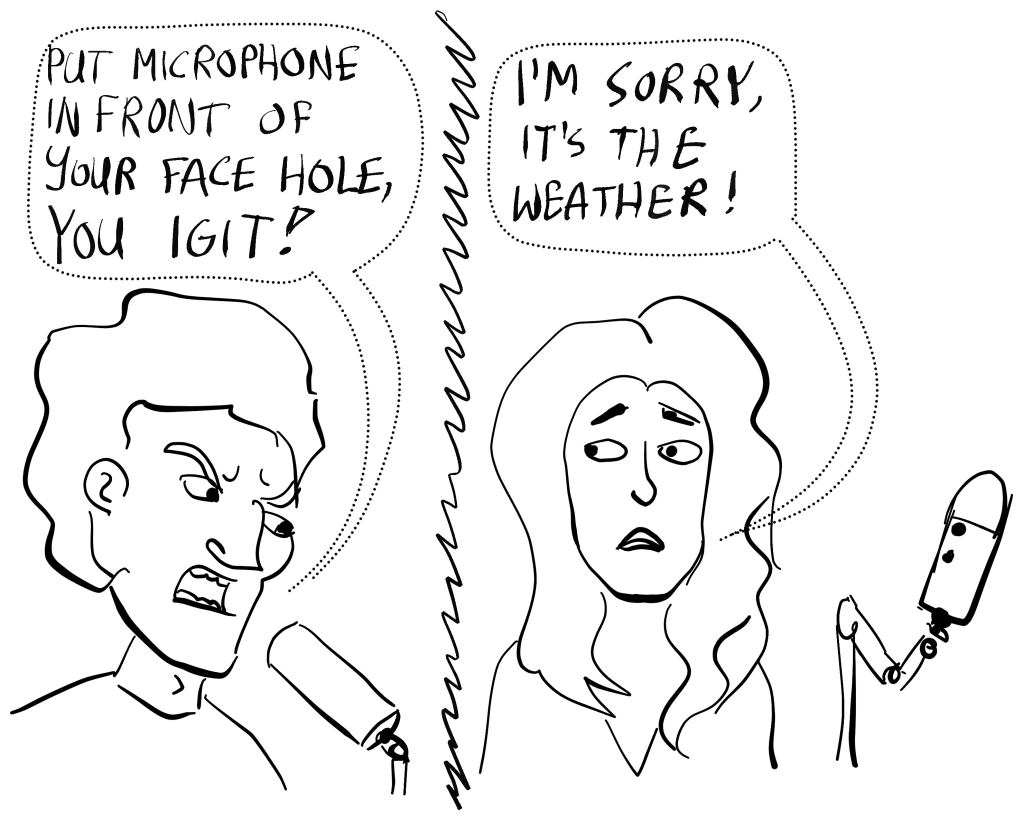 PUT MICROPHONE
IN FRONT OF
YOUR FACE HOLE,
YOU IGIT!
I'M SORRY,
IT'S THE
WEATHER!